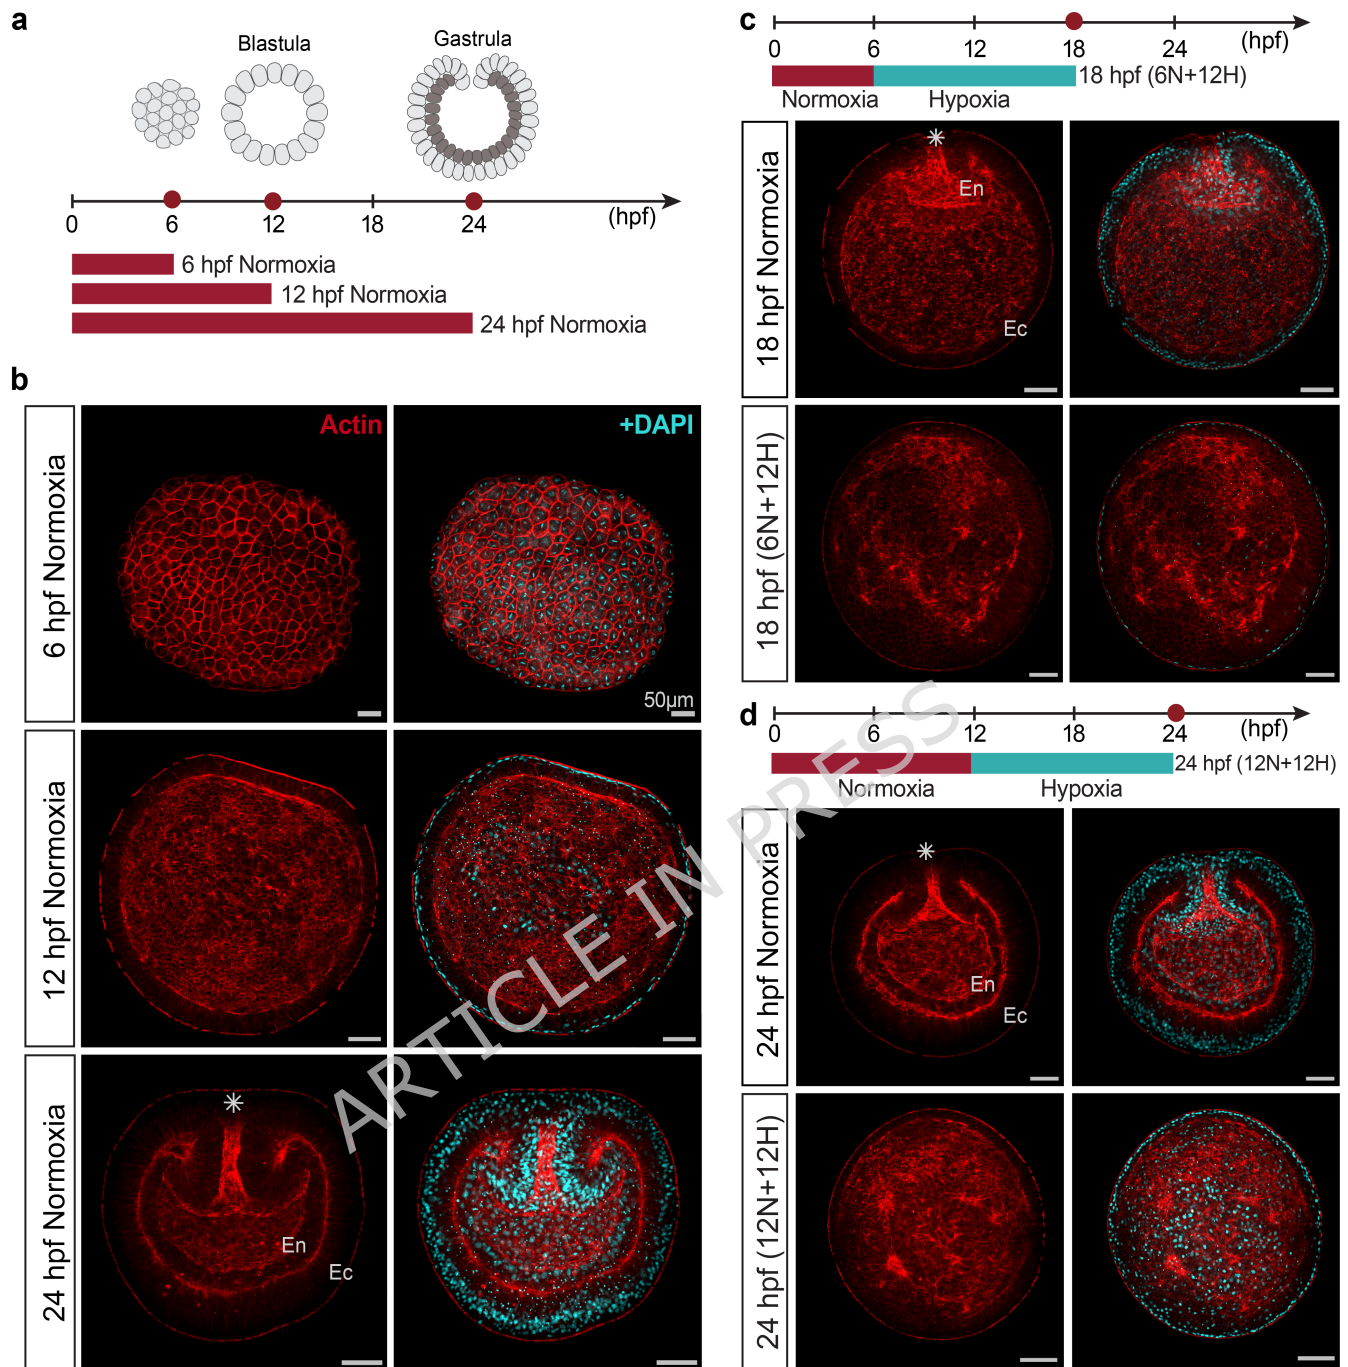 a
Blastula
Gastrula
0
6
12
18
24
(hpf)
6 hpf Normoxia
12 hpf Normoxia
24 hpf Normoxia
b
6 hpf Normoxia
Actin
+DAPI
50µm
12 hpf Normoxia
24 hpf Normoxia
*
En
Ec
c
0
6
12
18
24
(hpf)
18 hpf (6N+12H)
Normoxia
Hypoxia
18 hpf Normoxia
*
En
Ec
18 hpf (6N+12H)
d
0
6
12
18
24
(hpf)
24 hpf (12N+12H)
Normoxia
Hypoxia
24 hpf Normoxia
*
En
Ec
24 hpf (12N+12H)
ARTICLE IN PRESS